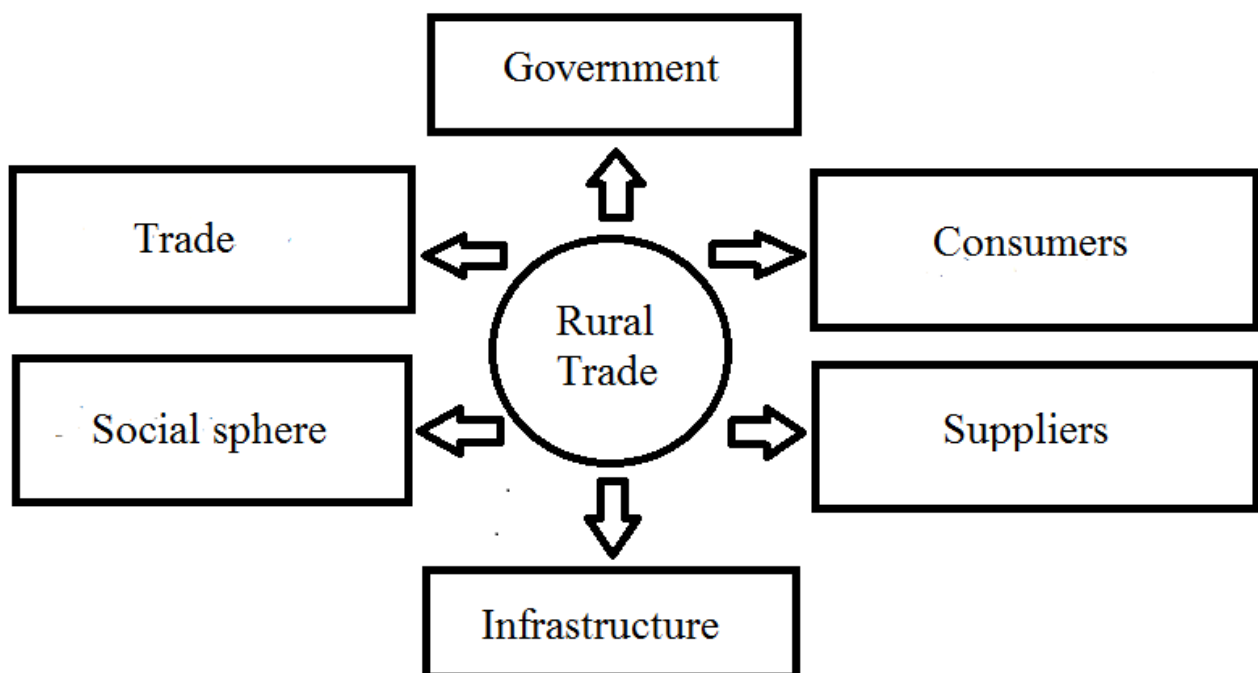 Government
Trade
Consumers
Rural
Trade
Social sphere
Suppliers
Infrastructure